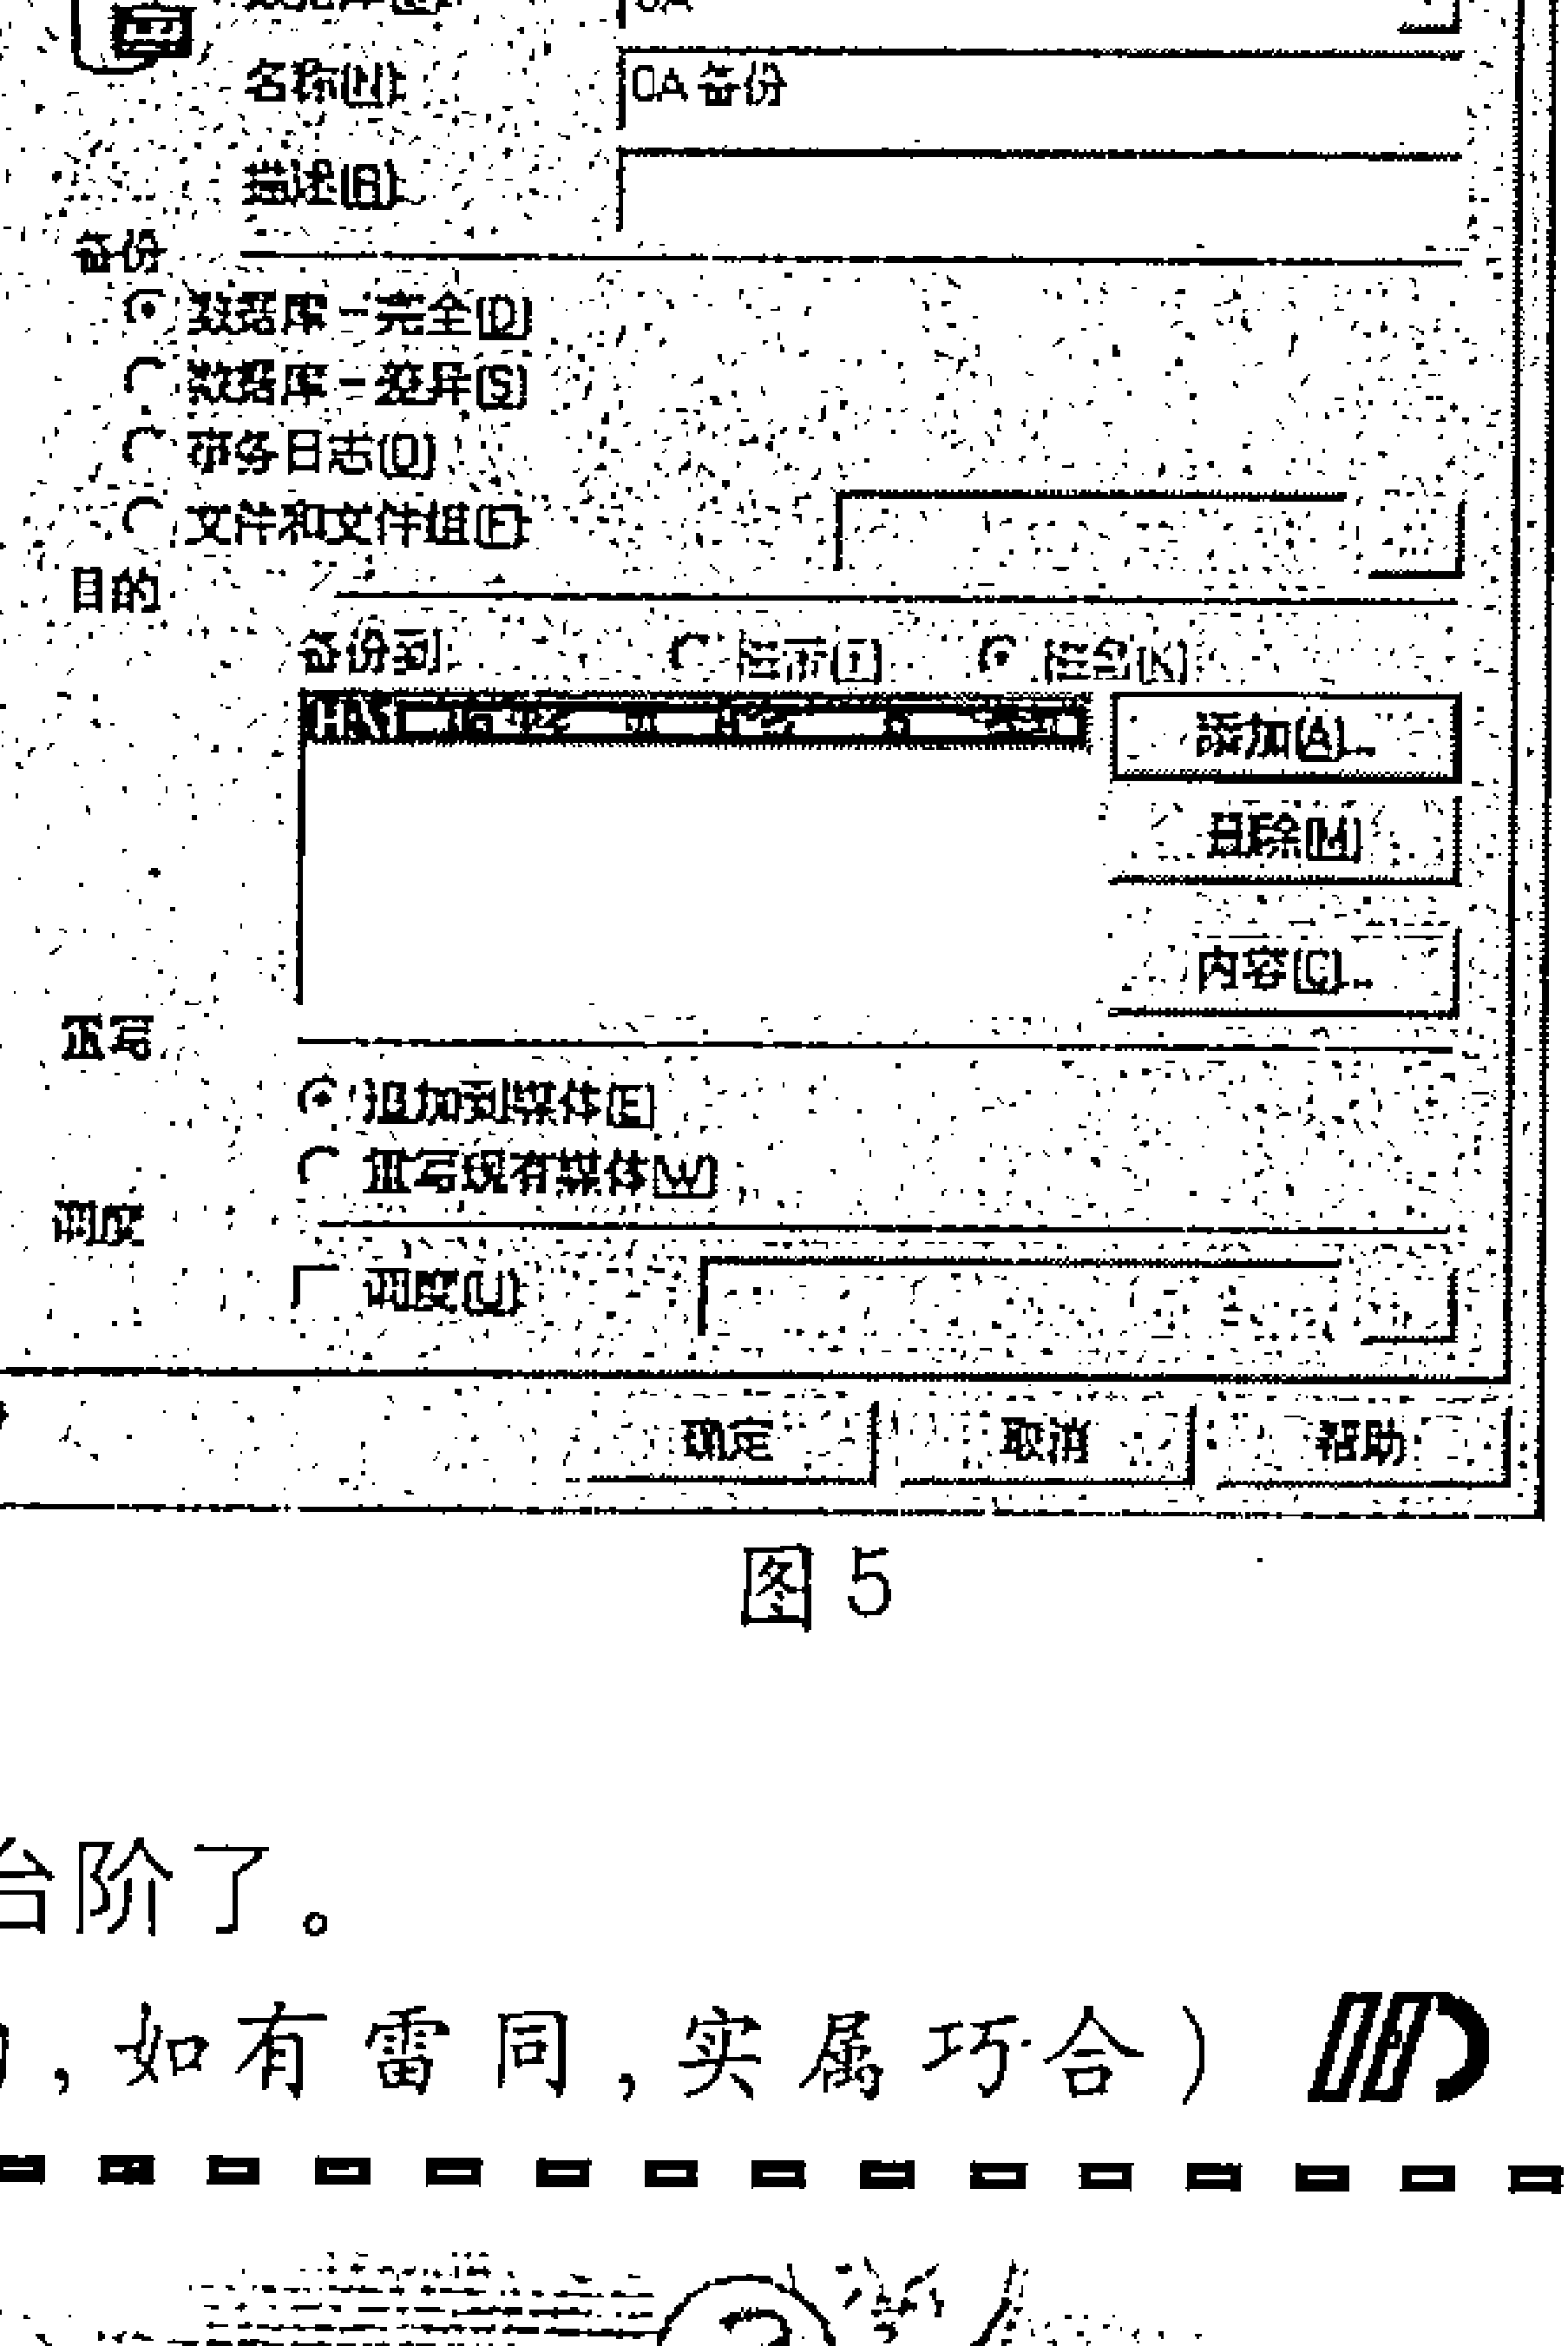 OA
名称(N):
OA 备份
描述(R):
备份
数据库 - 完全(D)
数据库 - 差异(S)
事务日志(O)
文件和文件组(F):
目的
备份到:
磁盘(K)
添加(A)...
删除(M)
内容(C)...
重写
追加到媒体(E)
重写现有媒体(W)
调度
调度(U):
确定
取消
帮助
图 5
台阶了。
,如有雷同,实属巧合)